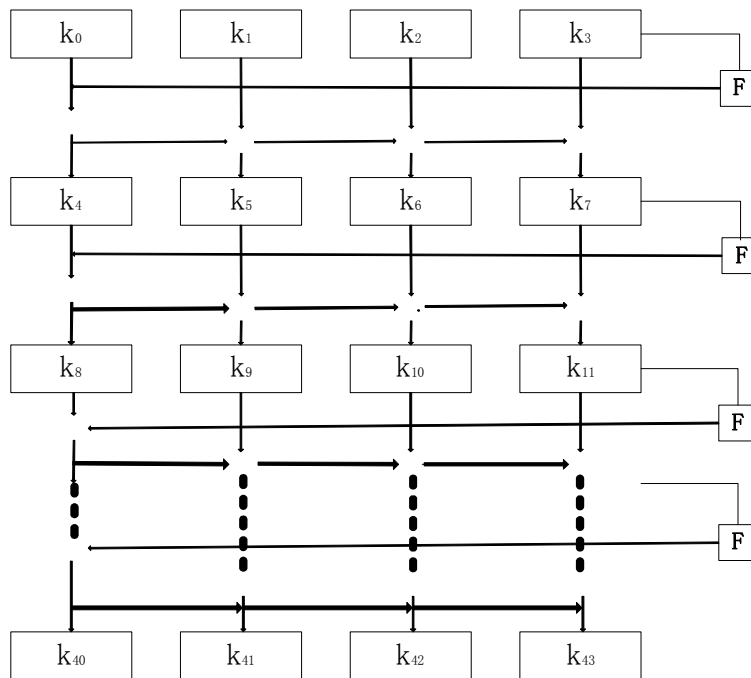 k₀ k₁ k₂ k₃
F
k₄ k₅ k₆ k₇
F
k₈ k₉ k₁₀ k₁₁
F
F
k₄₀ k₄₁ k₄₂ k₄₃